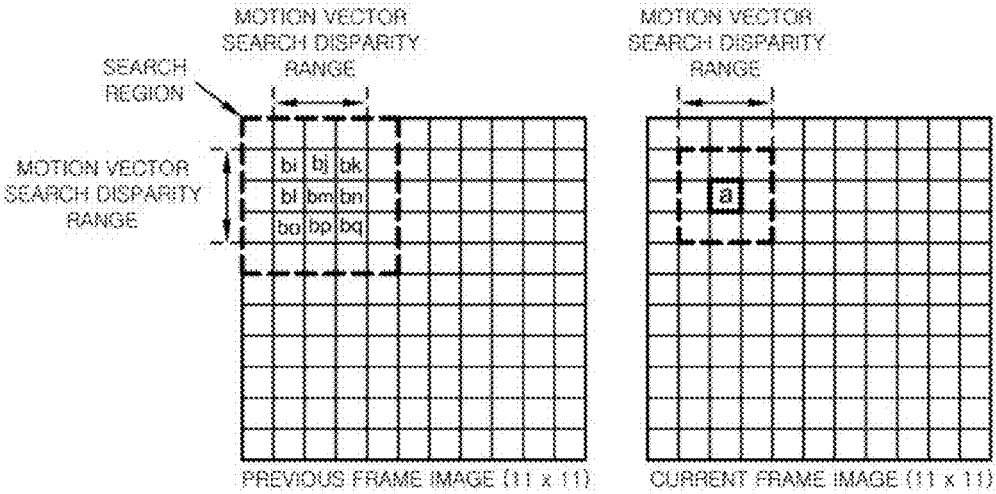 MOTION VECTOR
SEARCH DISPARITY
RANGE
SEARCH
REGION
MOTION VECTOR
SEARCH DISPARITY
RANGE
bi bj bk
bl bm bn
bo bp bq
PREVIOUS FRAME IMAGE (11 x 11)
MOTION VECTOR
SEARCH DISPARITY
RANGE
a
CURRENT FRAME IMAGE (11 x 11)